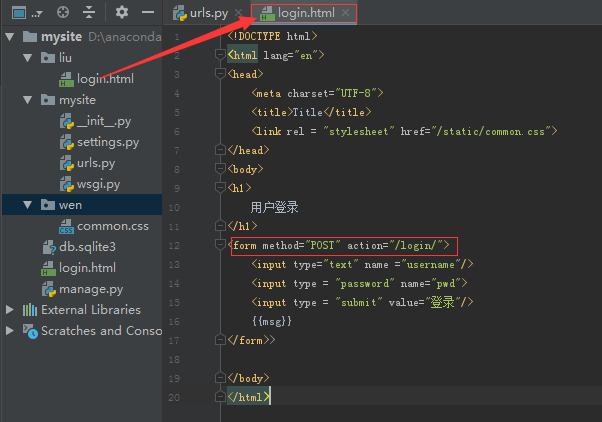 ..▾
urls.py
login.html
mysite D:\anaconda
liu
login.html
mysite
__init__.py
settings.py
urls.py
wsgi.py
wen
common.css
db.sqlite3
login.html
manage.py
External Libraries
Scratches and Conso
1 <!DOCTYPE html>
2 <html lang="en">
3 <head>
4 <meta charset="UTF-8">
5 <title>Title</title>
6 <link rel = "stylesheet" href="/static/common.css">
7 </head>
8 <body>
9 <h1>
10 用户登录
11 </h1>
12 <form method="POST" action="/login/">
13 <input type="text" name ="username"/>
14 <input type = "password" name="pwd">
15 <input type = "submit" value="登录"/>
16 {{msg}}
17 </form>>
18
19 </body>
20 </html>